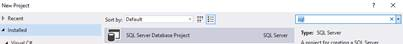 New Project
Recent
Installed
Sort by: Default
SQL Server Database Project SQL Server
Type: SQL Server
A project for creating a SQL Server
Visual C#